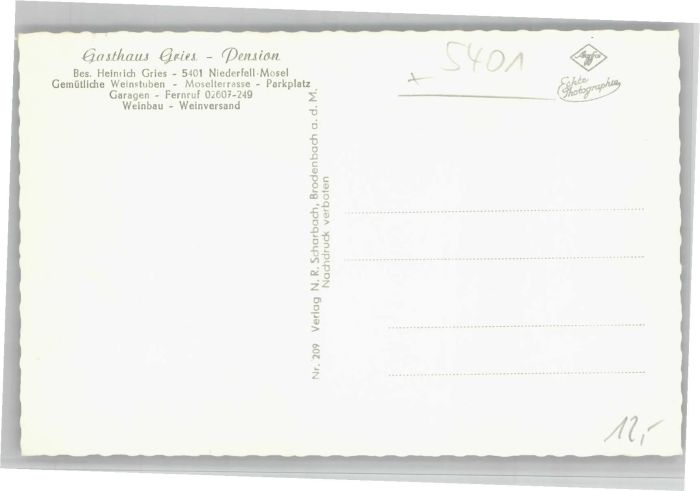 Gasthaus Gries - Pension
Bes. Heinrich Gries - 5401 Niederfell-Mosel
Gemütliche Weinstuben - Moselterrasse - Parkplatz
Garagen - Fernruf 02607-249
Weinbau - Weinversand
Nr. 209 Verlag N. R. Scharbach, Brodenbach a. d. M.
Nachdruck verboten
+ 5401
Agfa
Echte
Photographie
12,-